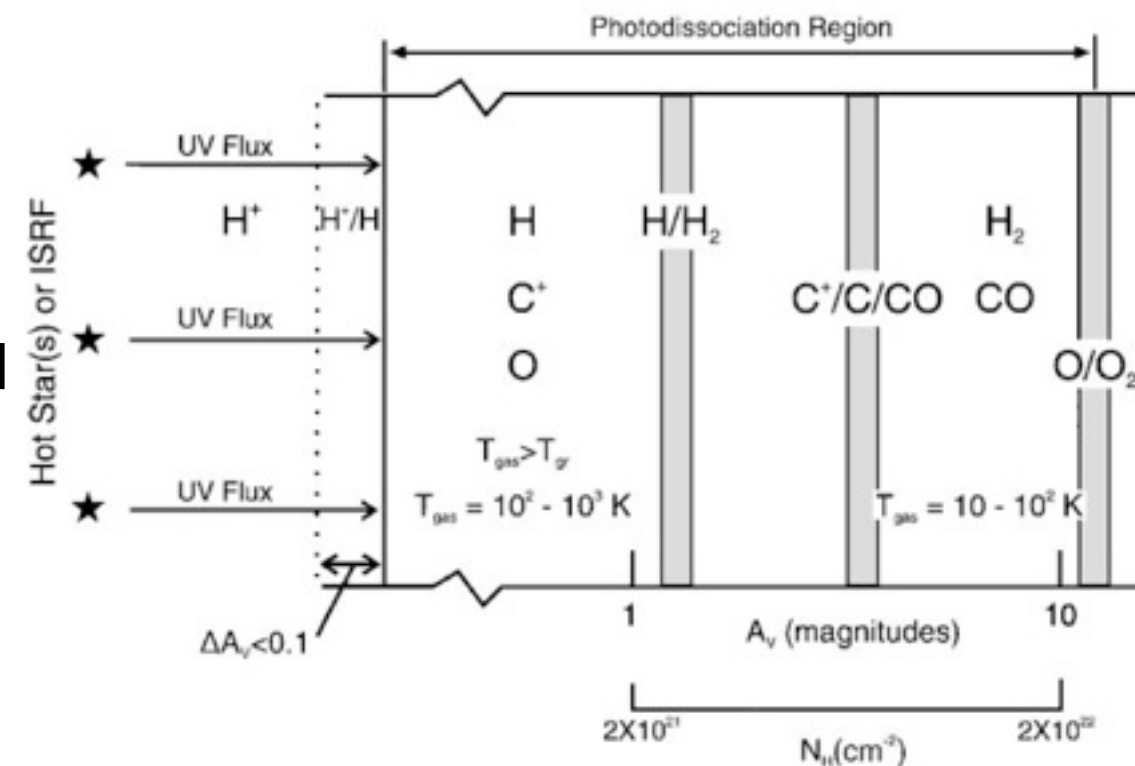 Photodissociation Region
Hot Star(s) or ISRF
UV Flux
H⁺
H⁺/H
H
H/H₂
H₂
UV Flux
C⁺
C⁺/C/CO
CO
O
O/O₂
T_gas>T_gr
UV Flux
T_gas = 10² - 10³ K
T_gas = 10 - 10² K
ΔA_V<0.1
1
A_V (magnitudes)
10
2X10²¹
2X10²²
N_H(cm⁻²)